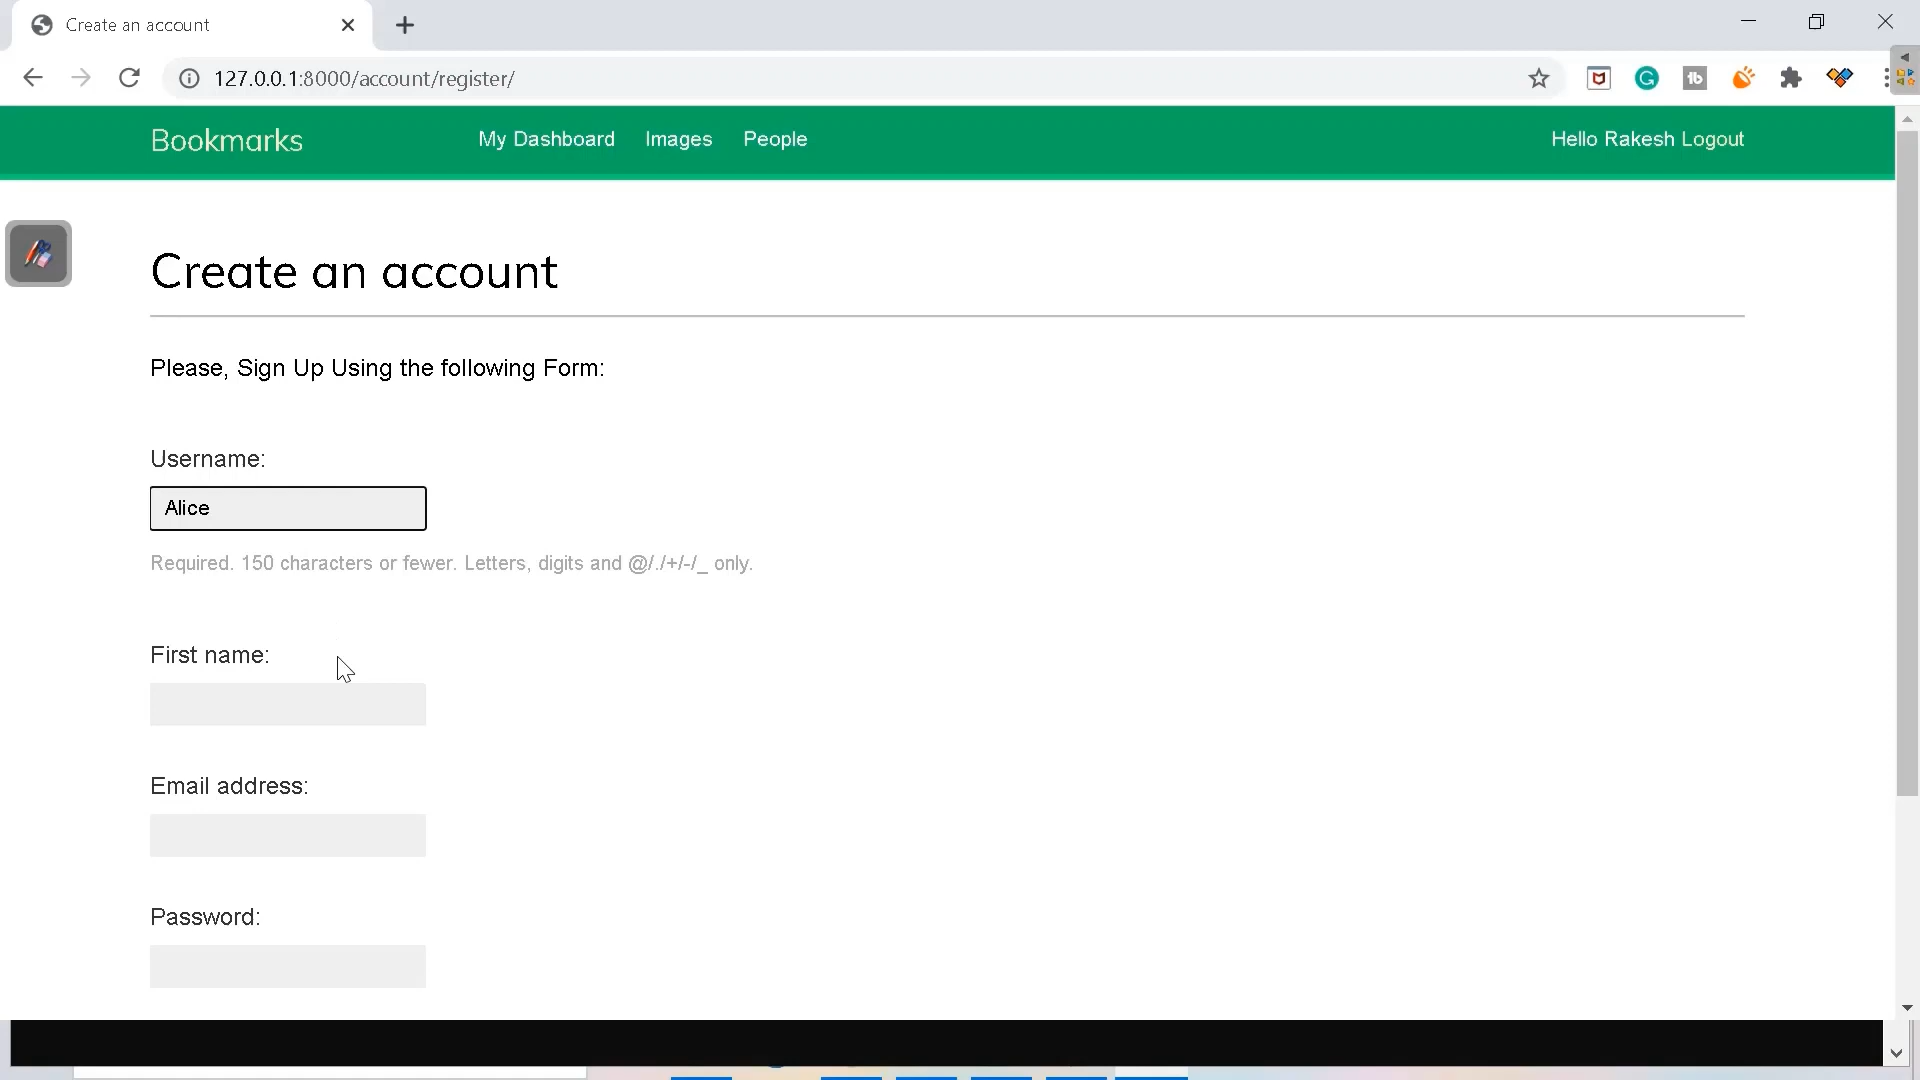 Create an account
127.0.0.1:8000/account/register/
Bookmarks My Dashboard Images People Hello Rakesh Logout
Create an account
Please, Sign Up Using the following Form:
Username:
Alice
Required. 150 characters or fewer. Letters, digits and @/./+/-/_ only.
First name:
Email address:
Password: